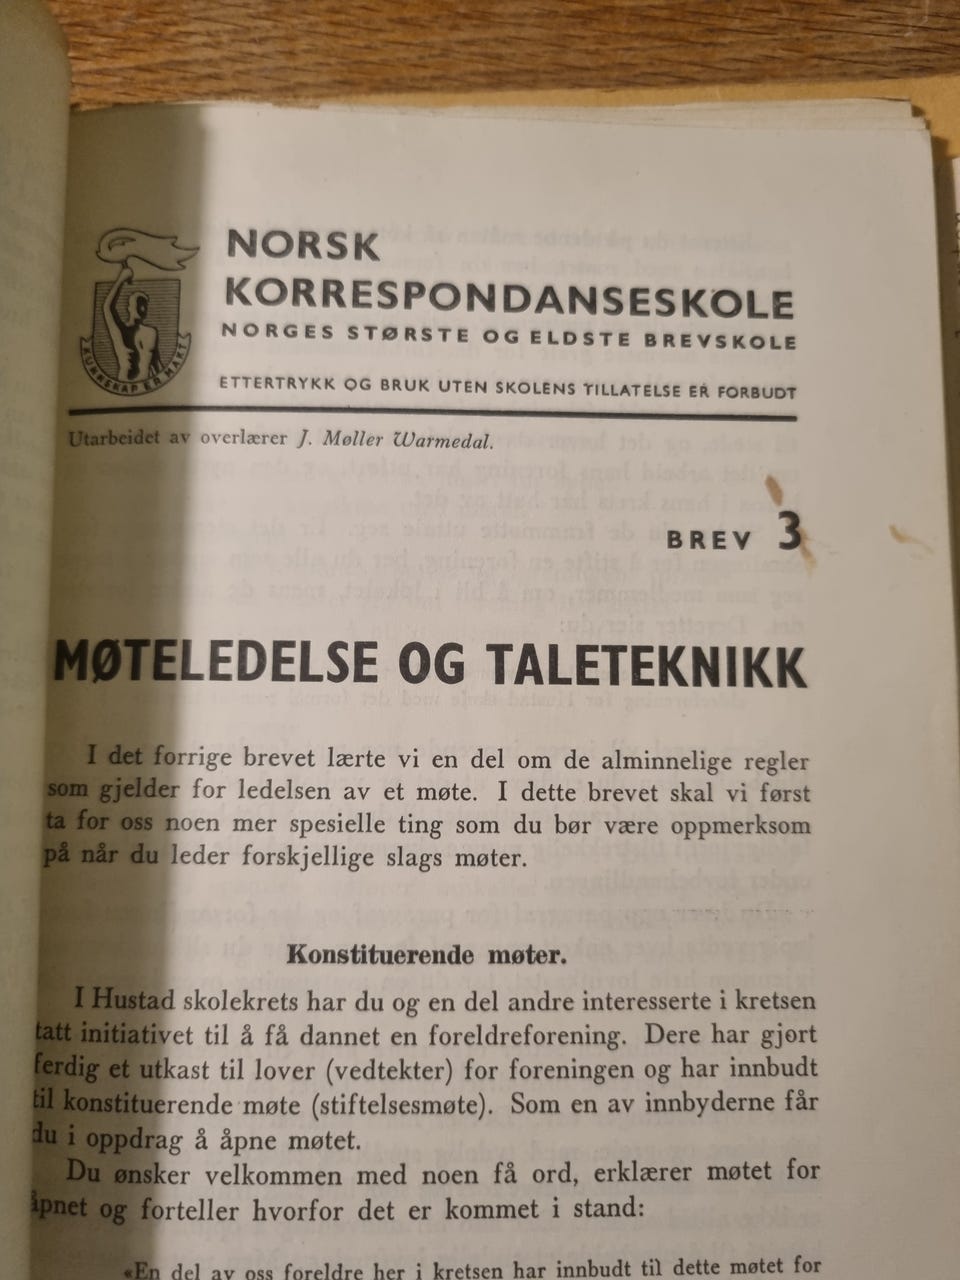 NORSK
KORRESPONDANSESKOLE
NORGES STØRSTE OG ELDSTE BREVSKOLE
ETTERTRYKK OG BRUK UTEN SKOLENS TILLATELSE ER FORBUDT
KUNNSKAP ER MAKT
Utarbeidet av overlærer J. Møller Warmedal.
BREV 3
MØTELEDELSE OG TALETEKNIKK
I det forrige brevet lærte vi en del om de alminnelige regler
som gjelder for ledelsen av et møte. I dette brevet skal vi først
ta for oss noen mer spesielle ting som du bør være oppmerksom
på når du leder forskjellige slags møter.
Konstituerende møter.
I Hustad skolekrets har du og en del andre interesserte i kretsen
tatt initiativet til å få dannet en foreldreforening. Dere har gjort
ferdig et utkast til lover (vedtekter) for foreningen og har innbudt
til konstituerende møte (stiftelsesmøte). Som en av innbyderne får
du i oppdrag å åpne møtet.
Du ønsker velkommen med noen få ord, erklærer møtet for
åpnet og forteller hvorfor det er kommet i stand:
«En del av oss foreldre her i kretsen har innbudt til dette møtet for